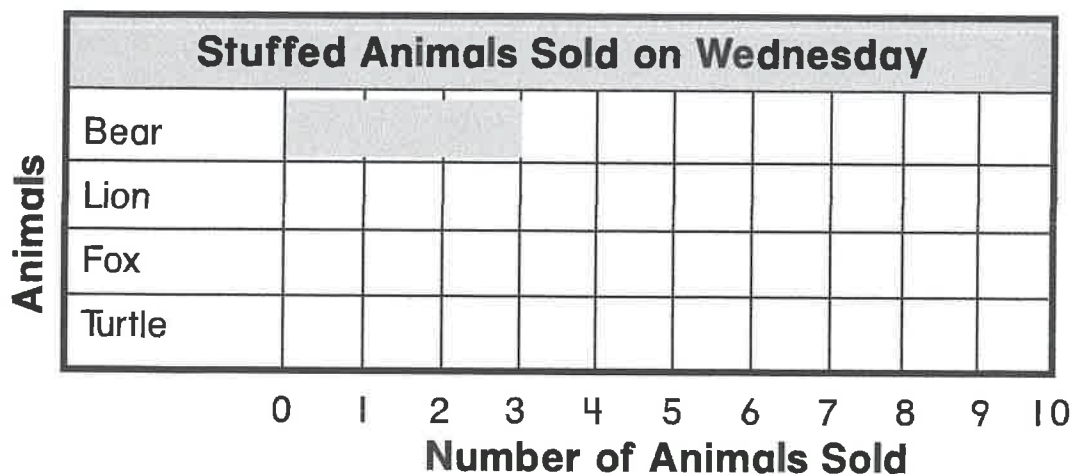 Stuffed Animals Sold on Wednesday
Animals
Bear
Lion
Fox
Turtle
0 1 2 3 4 5 6 7 8 9 10
Number of Animals Sold